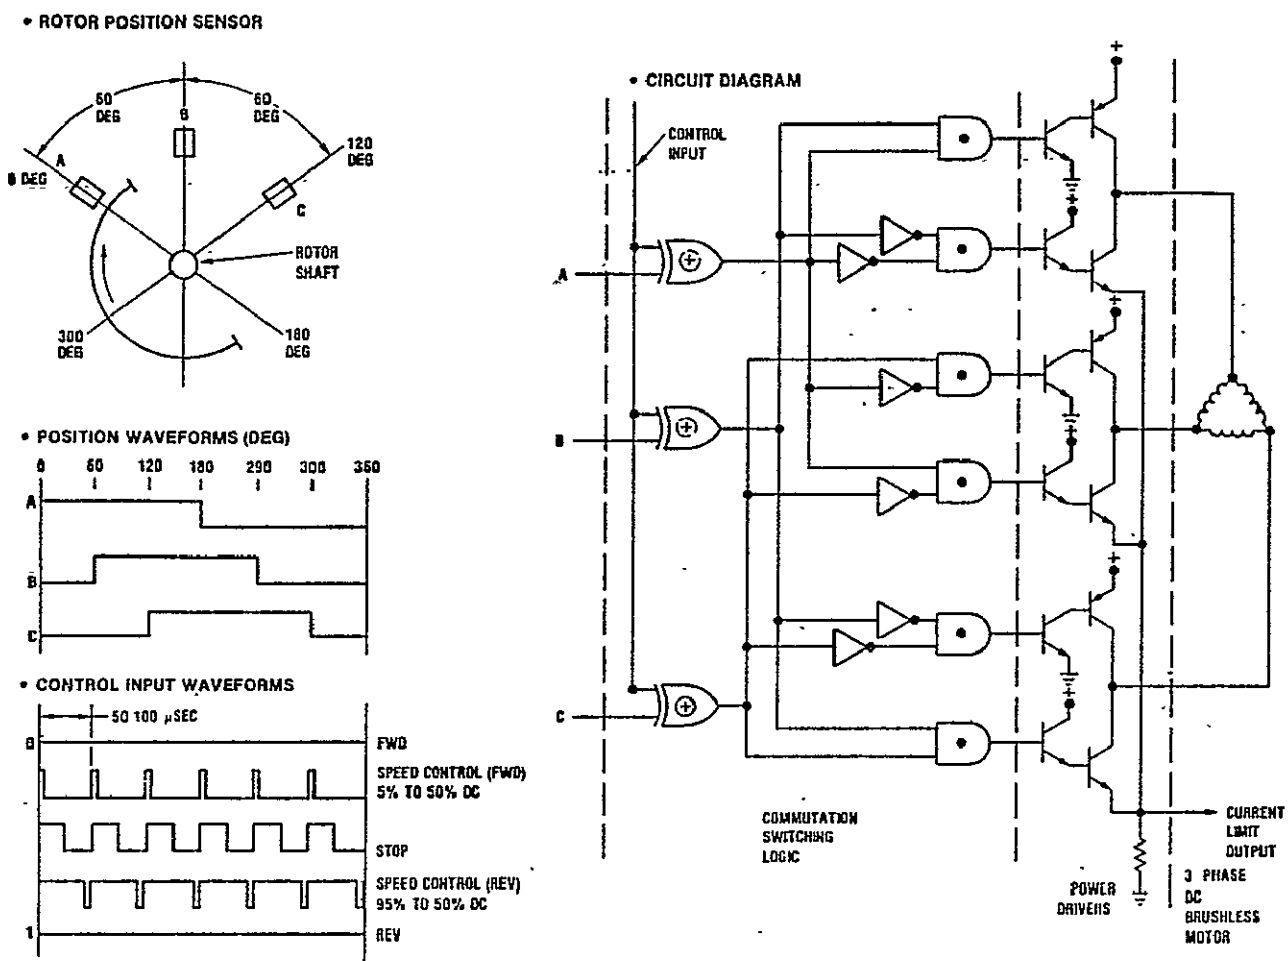 • ROTOR POSITION SENSOR
60
DEG
60
DEG
B
120
DEG
A
0 DEG
C
ROTOR
SHAFT
300
DEG
180
DEG
• POSITION WAVEFORMS (DEG)
0 60 120 180 290 300 360
A
B
C
• CONTROL INPUT WAVEFORMS
50 100 μSEC
0
FWD
SPEED CONTROL (FWD)
5% TO 50% DC
STOP
SPEED CONTROL (REV)
95% TO 50% DC
1
REV
• CIRCUIT DIAGRAM
CONTROL
INPUT
A
B
C
COMMUTATION
SWITCHING
LOGIC
POWER
DRIVERS
CURRENT
LIMIT
OUTPUT
3 PHASE
DC
BRUSHLESS
MOTOR